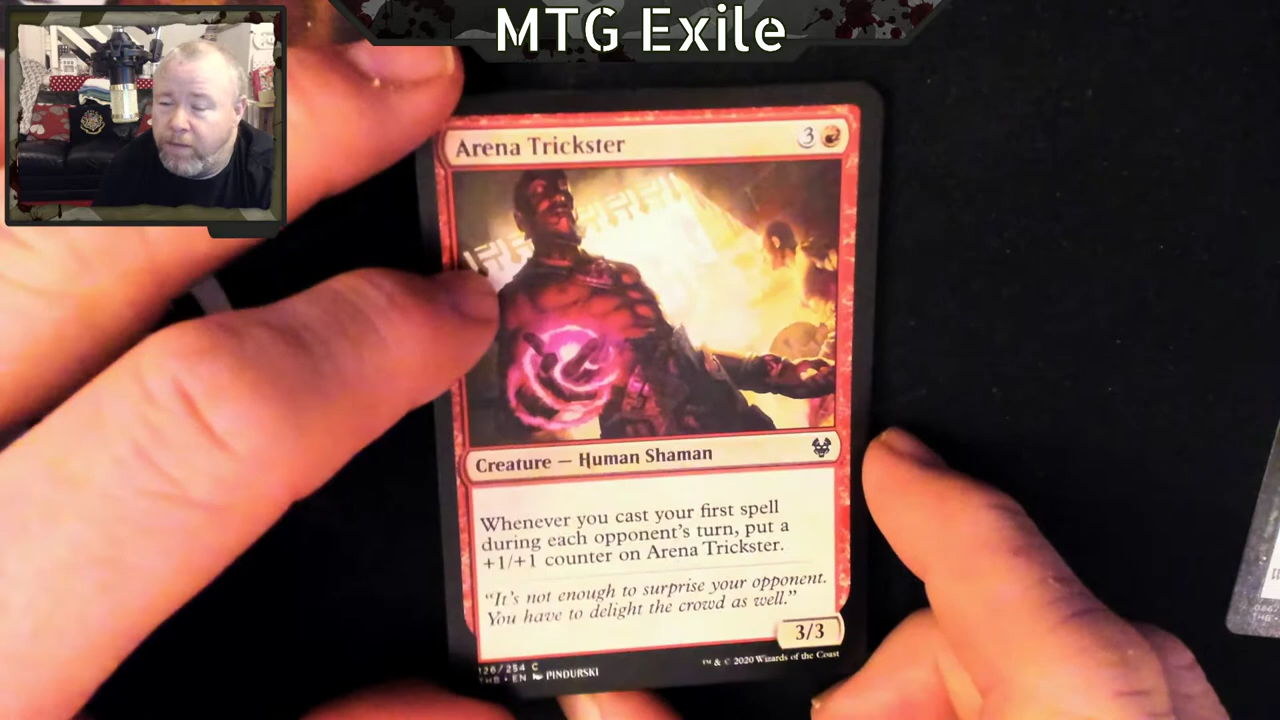 MTG Exile
Arena Trickster
3
Creature — Human Shaman
Whenever you cast your first spell
during each opponent's turn, put a
+1/+1 counter on Arena Trickster.
"It's not enough to surprise your opponent.
You have to delight the crowd as well."
3/3
126/254 C
THB • EN PINDURSKI
™ & © 2020 Wizards of the Coast